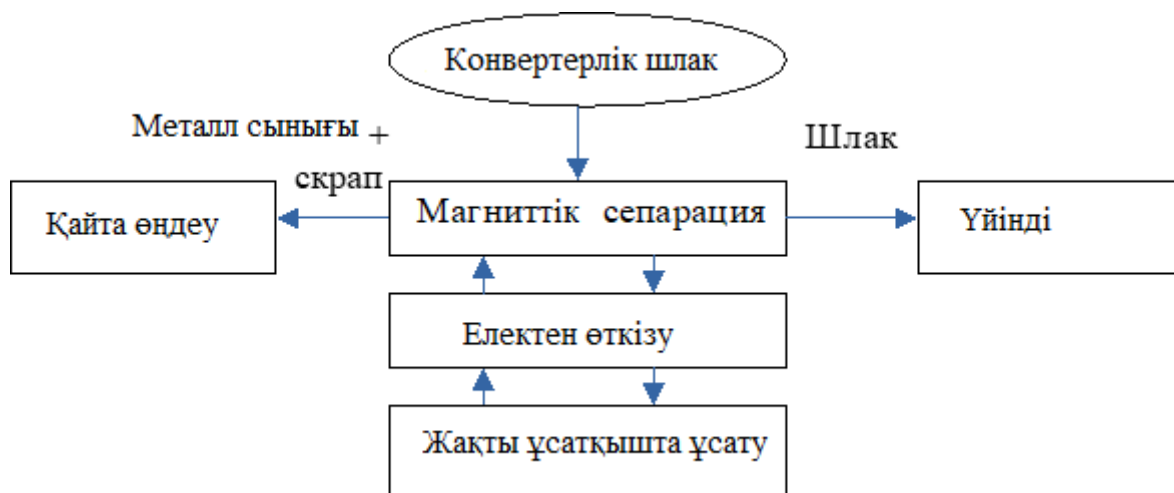 Конвертерлік шлак
Металл сынығы +
скрап
Шлак
Қайта өңдеу
Магниттік сепарация
Үйінді
Електен өткізу
Жақты ұсатқышта ұсату